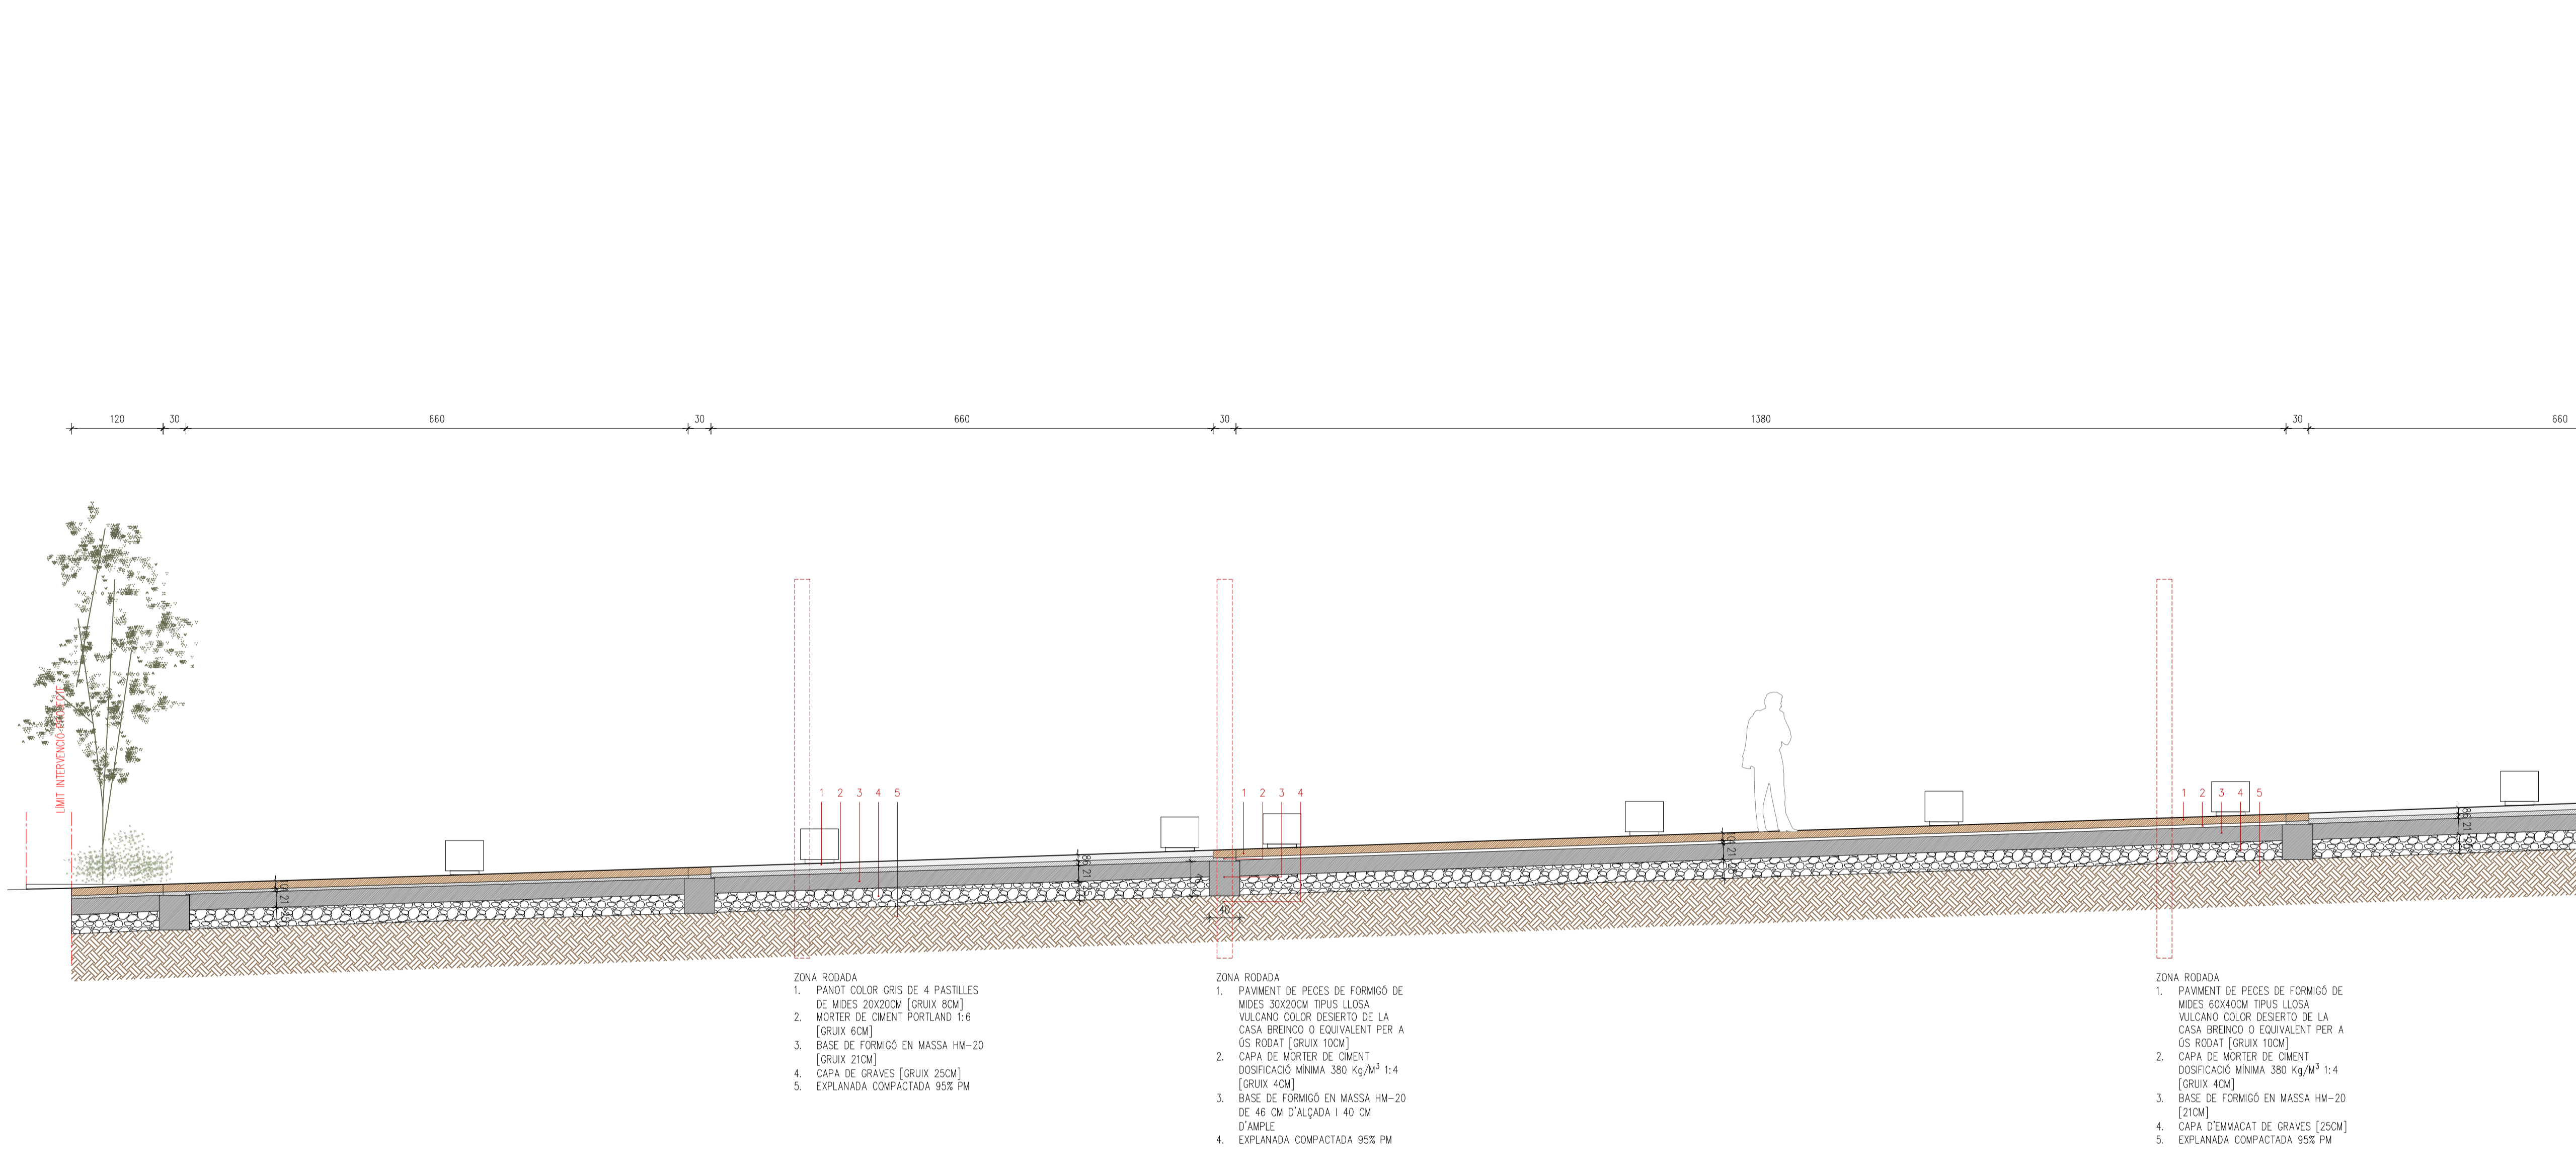 120 30 660 30 660 30 1380 30 660
LÍMIT INTERVENCIÓ PROJECTE
1 2 3 4 5
1 2 3 4
1 2 3 4 5
40
ZONA RODADA
1. PANOT COLOR GRIS DE 4 PASTILLES
DE MIDES 20X20CM [GRUIX 8CM]
2. MORTER DE CIMENT PORTLAND 1:6
[GRUIX 6CM]
3. BASE DE FORMIGÓ EN MASSA HM-20
[GRUIX 21CM]
4. CAPA DE GRAVES [GRUIX 25CM]
5. EXPLANADA COMPACTADA 95% PM
ZONA RODADA
1. PAVIMENT DE PECES DE FORMIGÓ DE
MIDES 30X20CM TIPUS LLOSA
VULCANO COLOR DESIERTO DE LA
CASA BREINCO O EQUIVALENT PER A
ÚS RODAT [GRUIX 10CM]
2. CAPA DE MORTER DE CIMENT
DOSIFICACIÓ MÍNIMA 380 Kg/M³ 1:4
[GRUIX 4CM]
3. BASE DE FORMIGÓ EN MASSA HM-20
DE 46 CM D'ALÇADA I 40 CM
D'AMPLE
4. EXPLANADA COMPACTADA 95% PM
ZONA RODADA
1. PAVIMENT DE PECES DE FORMIGÓ DE
MIDES 60X40CM TIPUS LLOSA
VULCANO COLOR DESIERTO DE LA
CASA BREINCO O EQUIVALENT PER A
ÚS RODAT [GRUIX 10CM]
2. CAPA DE MORTER DE CIMENT
DOSIFICACIÓ MÍNIMA 380 Kg/M³ 1:4
[GRUIX 4CM]
3. BASE DE FORMIGÓ EN MASSA HM-20
[21CM]
4. CAPA D'EMMACAT DE GRAVES [25CM]
5. EXPLANADA COMPACTADA 95% PM